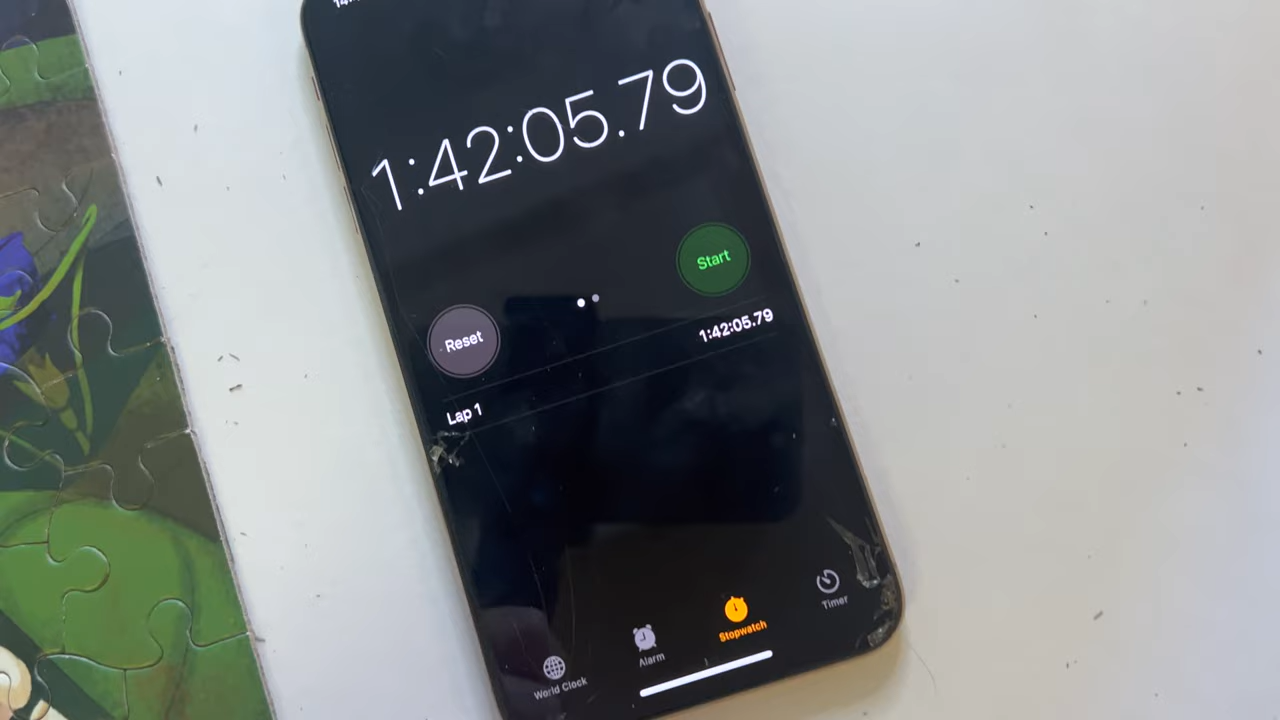 1:42:05.79
Start
Reset
1:42:05.79
Lap 1
World Clock
Alarm
Stopwatch
Timer